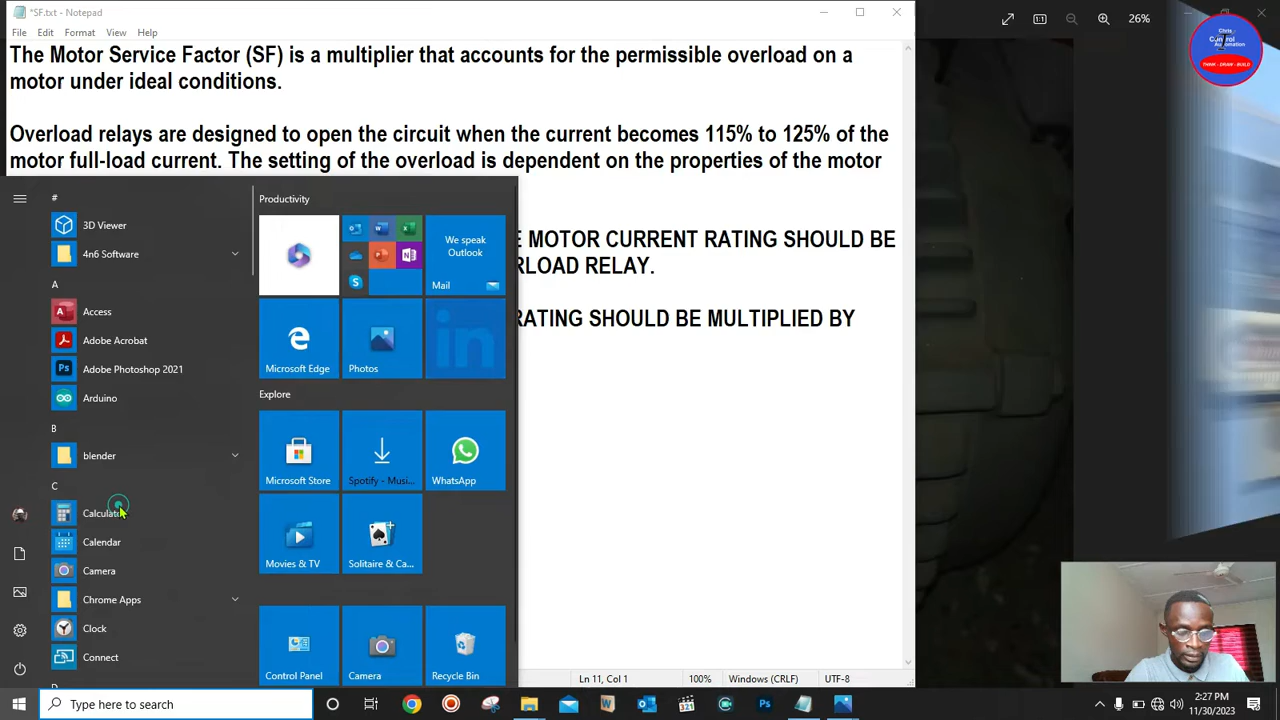 *SF.txt - Notepad
26%
File Edit Format View Help
Chris
Control
Automation
THINK - DRAW - BUILD
The Motor Service Factor (SF) is a multiplier that accounts for the permissible overload on a
motor under ideal conditions.
Overload relays are designed to open the circuit when the current becomes 115% to 125% of the
motor full-load current. The setting of the overload is dependent on the properties of the motor
MOTOR CURRENT RATING SHOULD BE
RELAY.
RATING SHOULD BE MULTIPLIED BY
#
3D Viewer
4n6 Software
A
Access
Adobe Acrobat
Adobe Photoshop 2021
Arduino
B
blender
C
Calculator
Calendar
Camera
Chrome Apps
Clock
Connect
Productivity
We speak
Outlook
Mail
Microsoft Edge
Photos
Explore
Microsoft Store
Spotify - Musi...
WhatsApp
Movies & TV
Solitaire & Ca...
Control Panel
Camera
Recycle Bin
Ln 11, Col 1
100%
Windows (CRLF)
UTF-8
Type here to search
2:27 PM
11/30/2023